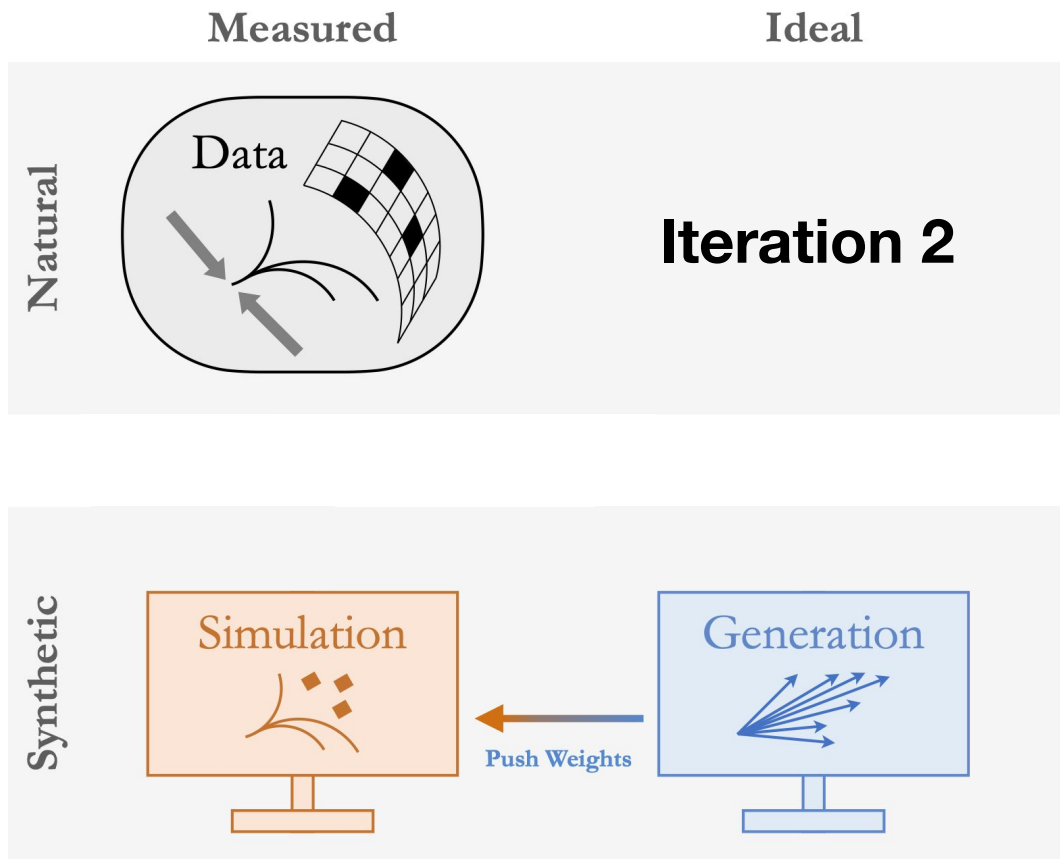 Measured
Ideal
Natural
Data
Iteration 2
Synthetic
Simulation
Generation
Push Weights